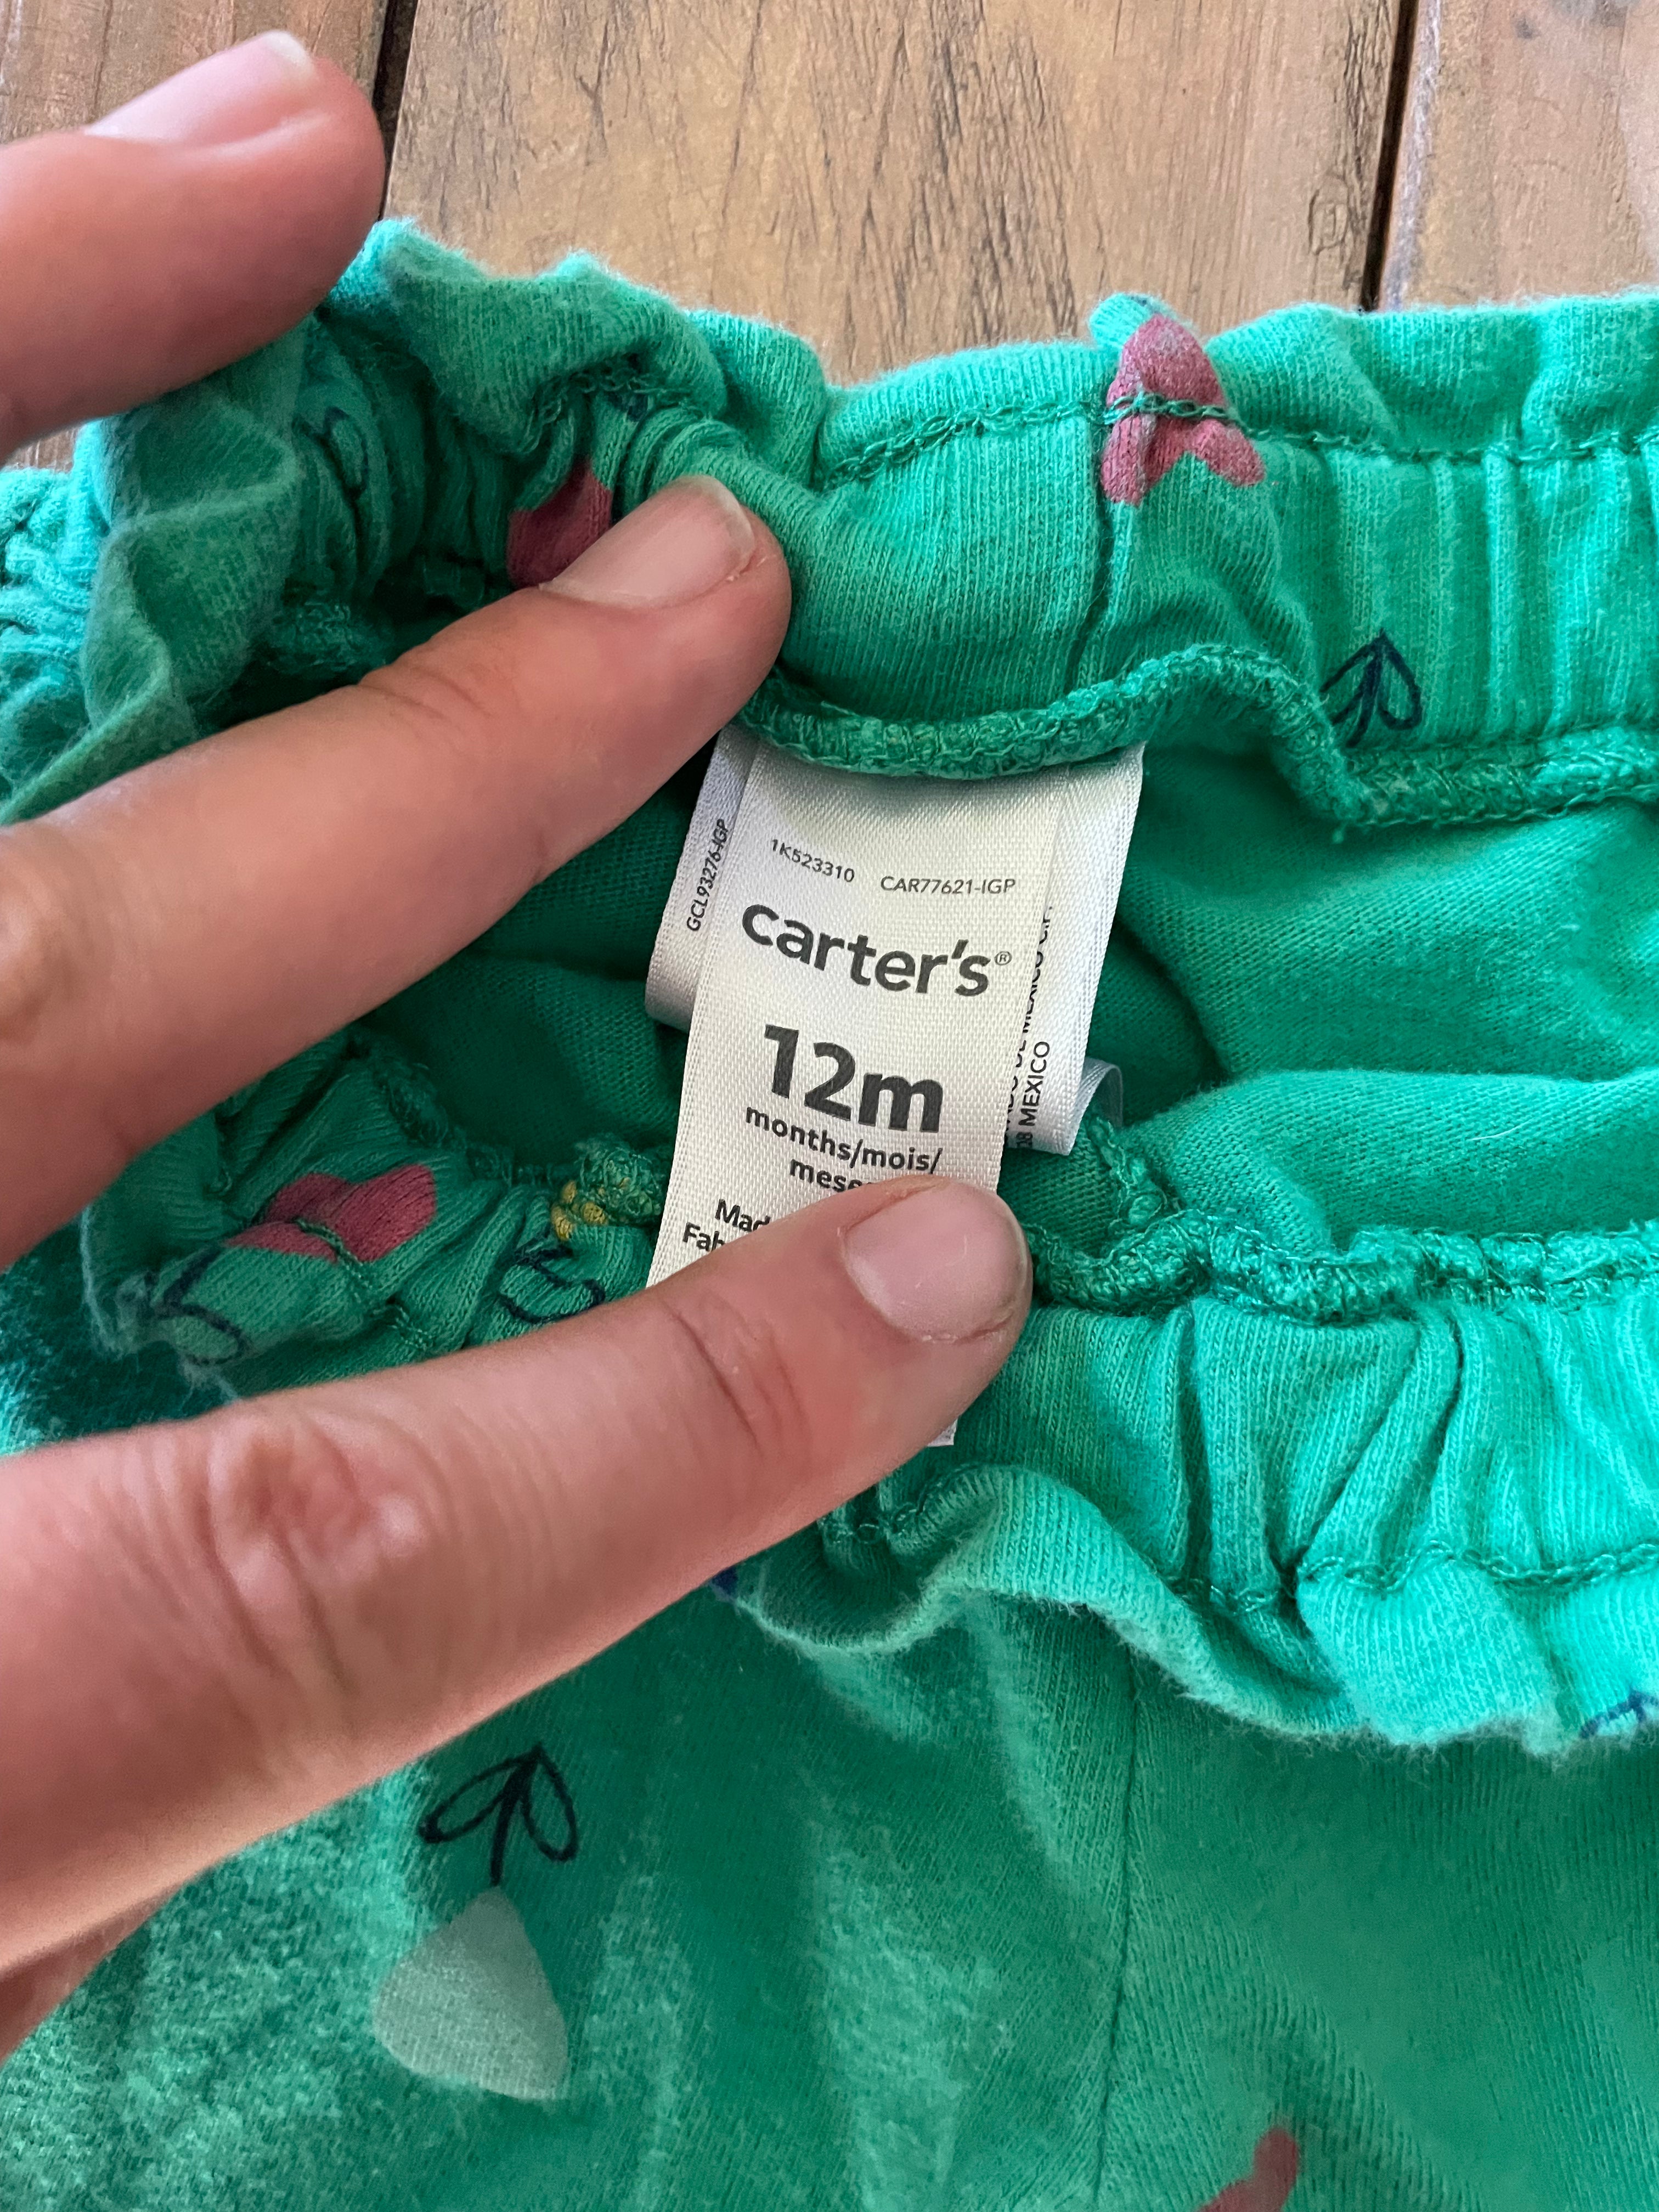 1K523310 CAR77621-IGP
carter's®
12m
months/mois/
GCL93276-IGP
MEXICO